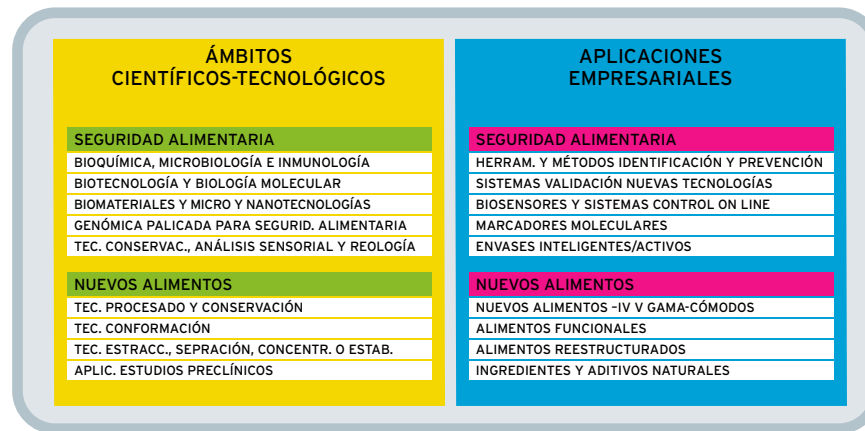 ÁMBITOS
CIENTÍFICOS-TECNOLÓGICOS
SEGURIDAD ALIMENTARIA
BIOQUÍMICA, MICROBIOLOGÍA E INMUNOLOGÍA
BIOTECNOLOGÍA Y BIOLOGÍA MOLECULAR
BIOMATERIALES Y MICRO Y NANOTECNOLOGÍAS
GENÓMICA PALICADA PARA SEGURID. ALIMENTARIA
TEC. CONSERVAC., ANÁLISIS SENSORIAL Y REOLOGÍA
NUEVOS ALIMENTOS
TEC. PROCESADO Y CONSERVACIÓN
TEC. CONFORMACIÓN
TEC. ESTRACC., SEPRACIÓN, CONCENTR. O ESTAB.
APLIC. ESTUDIOS PRECLÍNICOS
APLICACIONES
EMPRESARIALES
SEGURIDAD ALIMENTARIA
HERRAM. Y MÉTODOS IDENTIFICACIÓN Y PREVENCIÓN
SISTEMAS VALIDACIÓN NUEVAS TECNOLOGÍAS
BIOSENSORES Y SISTEMAS CONTROL ON LINE
MARCADORES MOLECULARES
ENVASES INTELIGENTES/ACTIVOS
NUEVOS ALIMENTOS
NUEVOS ALIMENTOS –IV V GAMA-CÓMODOS
ALIMENTOS FUNCIONALES
ALIMENTOS REESTRUCTURADOS
INGREDIENTES Y ADITIVOS NATURALES